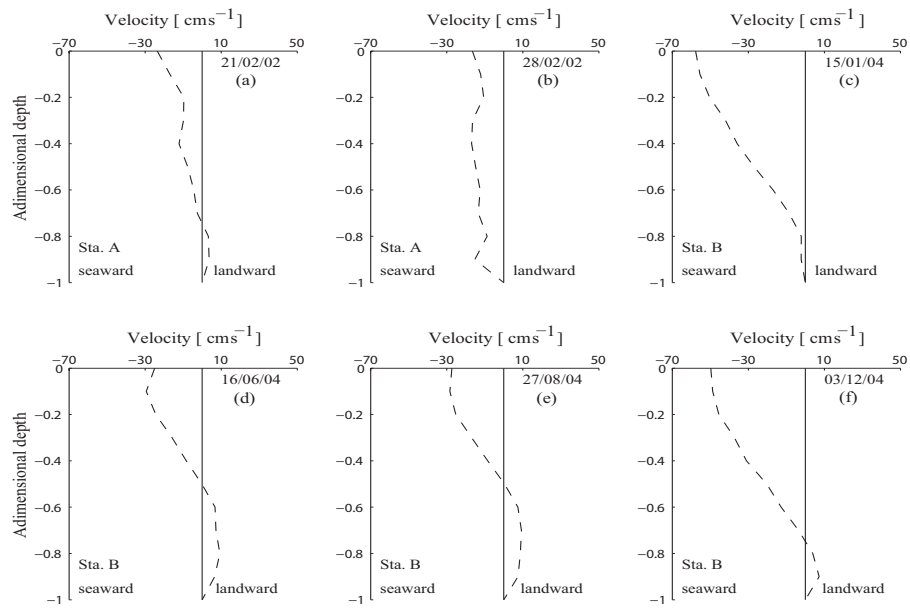 Velocity [ cms−1 ] Velocity [ cms−1 ] Velocity [ cms−1 ]
−70 −30 10 50 −70 −30 10 50 −70 −30 10 50
0 21/02/02 0 28/02/02 0 15/01/04
(a) (b) (c)
−0.2 −0.2 −0.2
−0.4 −0.4 −0.4
Adimensional depth
−0.6 −0.6 −0.6
−0.8 −0.8 −0.8
Sta. A Sta. A Sta. B
seaward landward seaward landward seaward landward
−1 −1 −1
Velocity [ cms−1 ] Velocity [ cms−1 ] Velocity [ cms−1 ]
−70 −30 10 50 −70 −30 10 50 −70 −30 10 50
0 16/06/04 0 27/08/04 0 03/12/04
(d) (e) (f)
−0.2 −0.2 −0.2
−0.4 −0.4 −0.4
Adimensional depth
−0.6 −0.6 −0.6
−0.8 −0.8 −0.8
Sta. B Sta. B Sta. B
seaward landward seaward landward seaward landward
−1 −1 −1